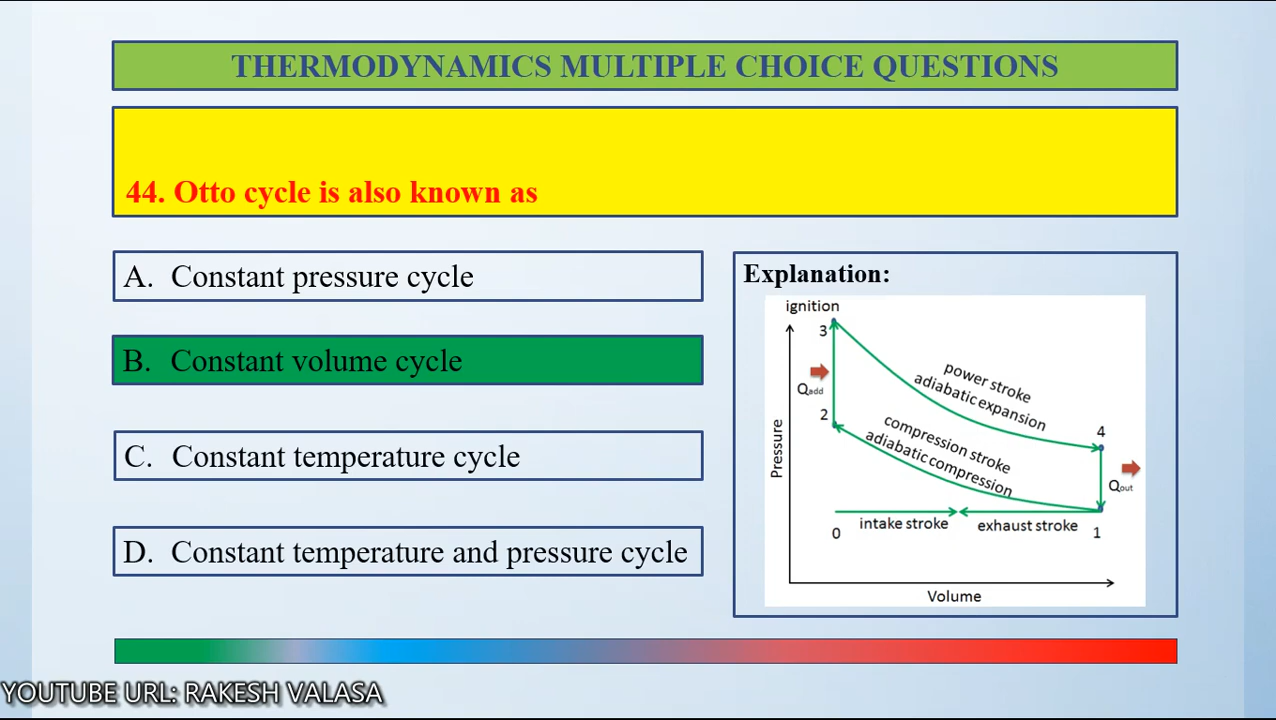 THERMODYNAMICS MULTIPLE CHOICE QUESTIONS
44. Otto cycle is also known as
A. Constant pressure cycle
B. Constant volume cycle
C. Constant temperature cycle
D. Constant temperature and pressure cycle
Explanation:
ignition
3
Qadd
2
power stroke
adiabatic expansion
compression stroke
adiabatic compression
4
Qout
Pressure
intake stroke
exhaust stroke
0
1
Volume
YOUTUBE URL: RAKESH VALASA